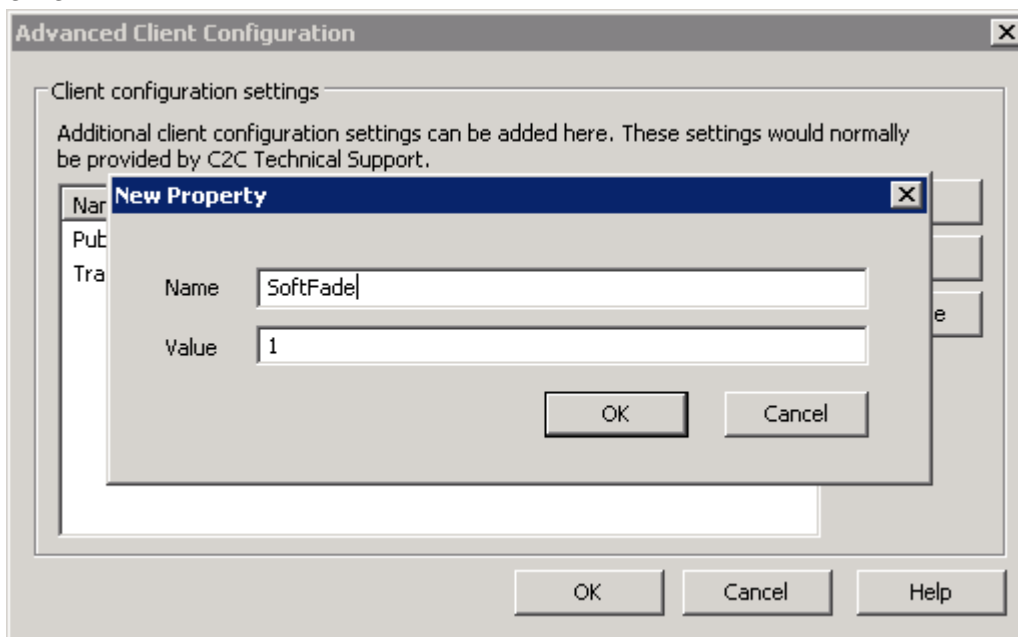 Advanced Client Configuration
Client configuration settings
Additional client configuration settings can be added here. These settings would normally
be provided by C2C Technical Support.
New Property
Name
SoftFade
Value
1
OK
Cancel
OK
Cancel
Help